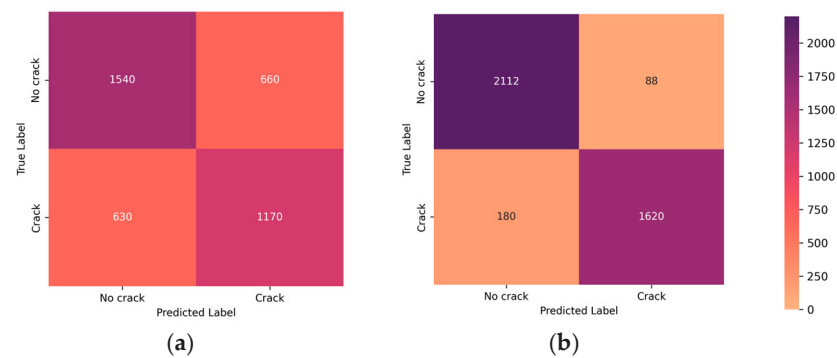 No crack
Crack
True Label
1540
660
630
1170
No crack
Crack
Predicted Label
(a)
No crack
Crack
True Label
2112
88
180
1620
No crack
Crack
Predicted Label
(b)
2000
1750
1500
1250
1000
750
500
250
0